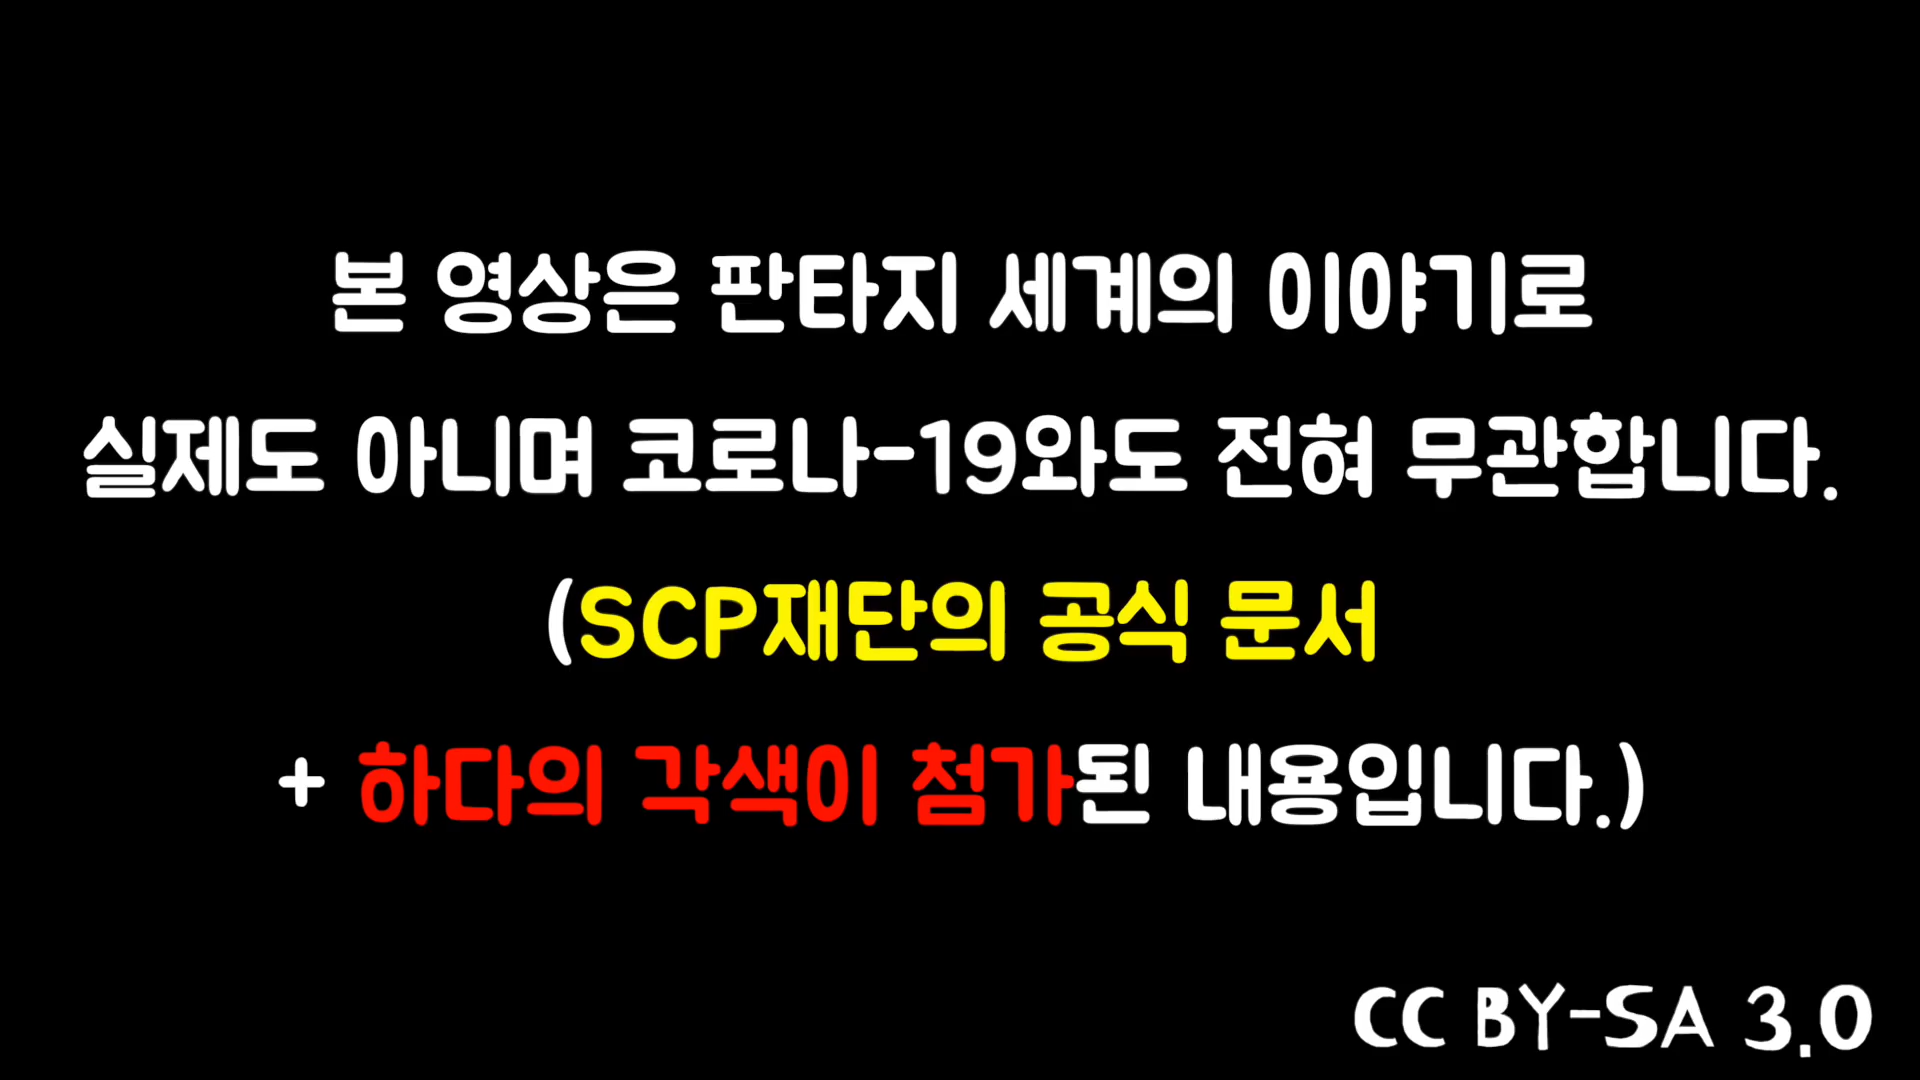 본 영상은 판타지 세계의 이야기로
실제도 아니며 코로나-19와도 전혀 무관합니다.
(SCP재단의 공식 문서
+ 하다의 각색이 첨가된 내용입니다.)
CC BY-SA 3.0